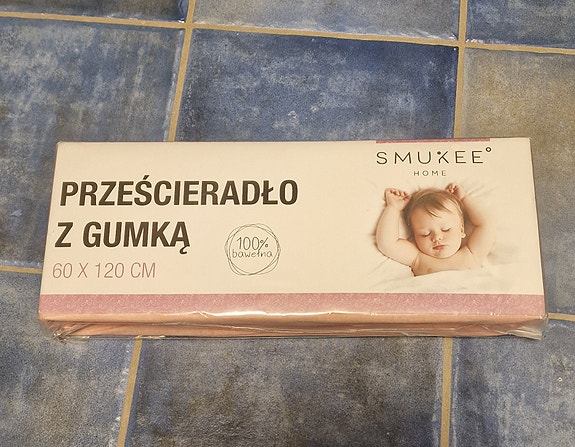 SMUKEE°
HOME
PRZEŚCIERADŁO
Z GUMKĄ
100%
bawełna
60 X 120 CM